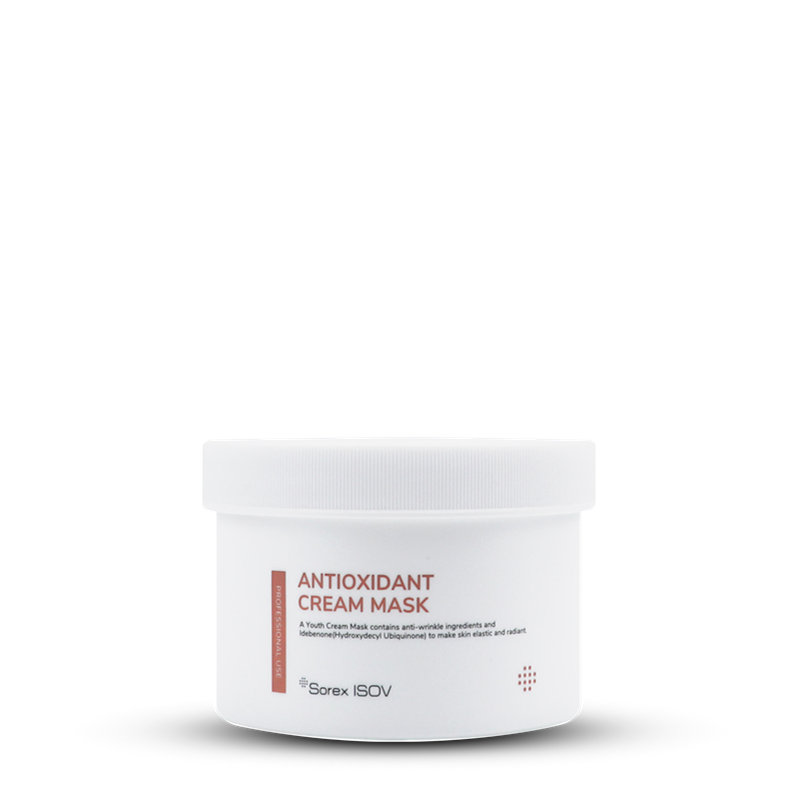 PROFESSIONAL USE
ANTIOXIDANT
CREAM MASK
A Youth Cream Mask contains anti-wrinkle ingredients and
Idebenone(Hydroxydecyl Ubiquinone) to make skin elastic and radiant.
Sorex ISOV